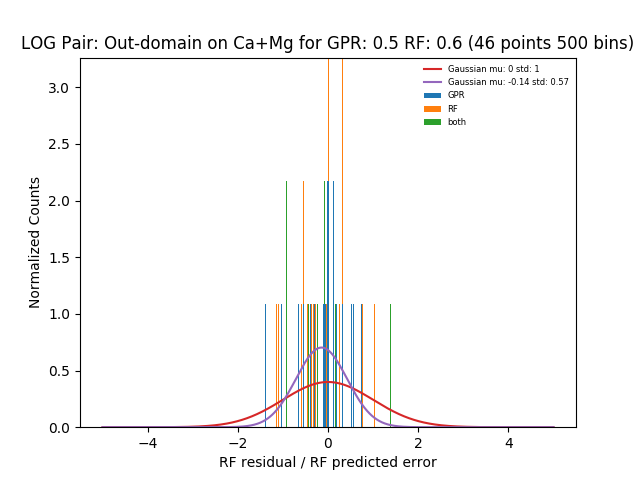 LOG Pair: Out-domain on Ca+Mg for GPR: 0.5 RF: 0.6 (46 points 500 bins)
Gaussian mu: 0 std: 1
Gaussian mu: -0.14 std: 0.57
GPR
RF
both
Normalized Counts
3.0
2.5
2.0
1.5
1.0
0.5
0.0
−4 −2 0 2 4
RF residual / RF predicted error